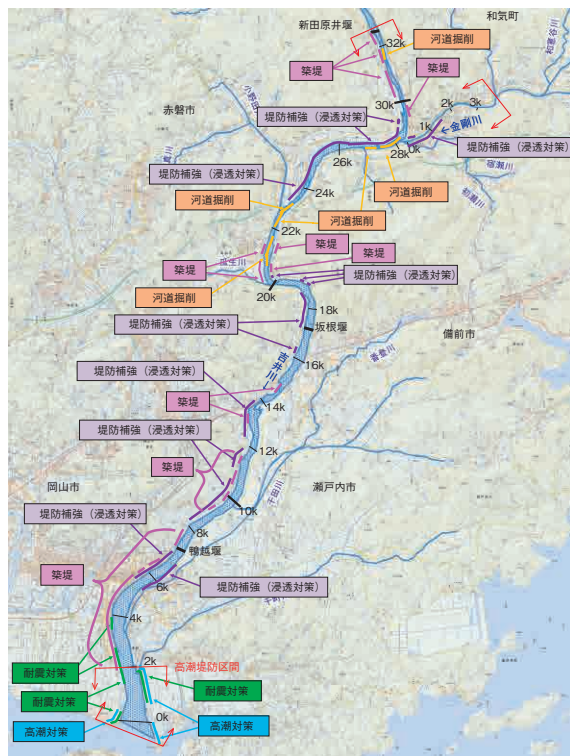 和気町
新田原井堰
32k
河道掘削
築堤
築堤
赤磐市
30k
2k
3k
1k
0k
←金剛川
堤防補強（浸透対策）
28k
26k
堤防補強（浸透対策）
堤防補強（浸透対策）
24k
河道掘削
河道掘削
河道掘削
22k
築堤
築堤
築堤
河道掘削
20k
堤防補強（浸透対策）
18k
堤防補強（浸透対策）
坂根堰
備前市
香登川
吉井川←
16k
堤防補強（浸透対策）
14k
築堤
堤防補強（浸透対策）
12k
築堤
岡山市
瀬戸内市
千田川
10k
堤防補強（浸透対策）
8k
鴨越堰
築堤
6k
堤防補強（浸透対策）
4k
高潮堤防区間
2k
耐震対策
耐震対策
耐震対策
高潮対策
0k
高潮対策